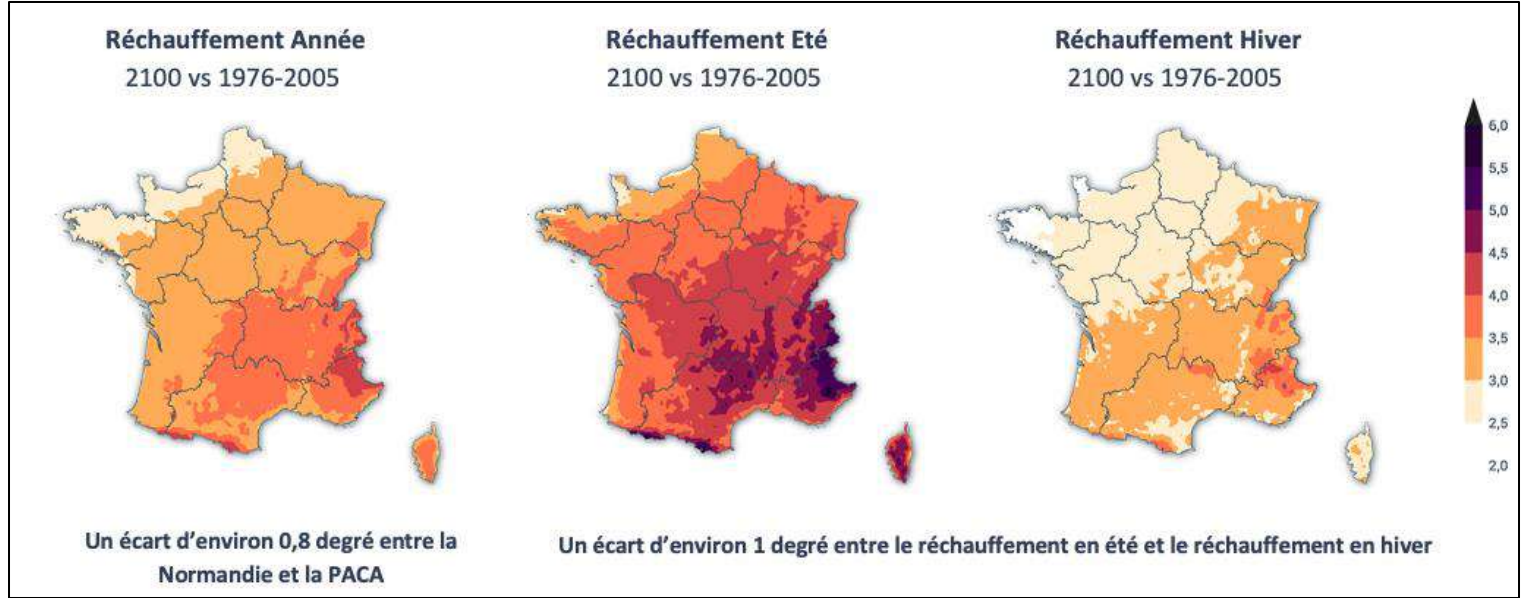 Réchauffement Année
2100 vs 1976-2005
Réchauffement Eté
2100 vs 1976-2005
Réchauffement Hiver
2100 vs 1976-2005
6,0
5,5
5,0
4,5
4,0
3,5
3,0
2,5
2,0
Un écart d'environ 0,8 degré entre la
Normandie et la PACA
Un écart d'environ 1 degré entre le réchauffement en été et le réchauffement en hiver